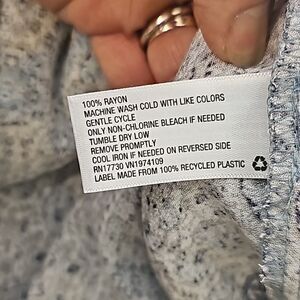 100% RAYON
MACHINE WASH COLD WITH LIKE COLORS
GENTLE CYCLE
ONLY NON-CHLORINE BLEACH IF NEEDED
TUMBLE DRY LOW
REMOVE PROMPTLY
COOL IRON IF NEEDED ON REVERSED SIDE
RN17730 VN1974109
LABEL MADE FROM 100% RECYCLED PLASTIC